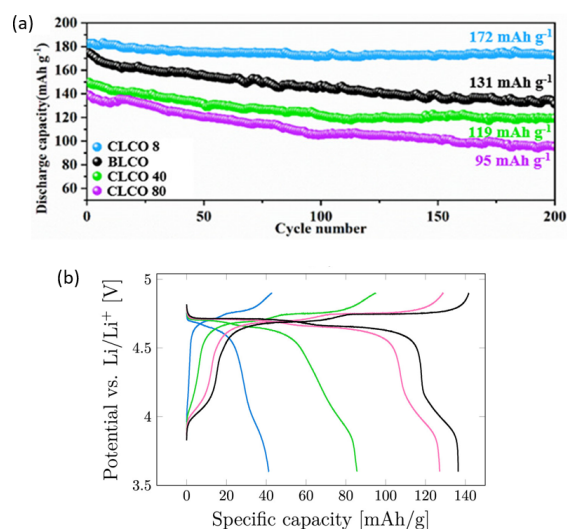 (a)
200
180
160
140
120
100
80
60
0
50
100
150
200
Discharge capacity(mAh g⁻¹)
Cycle number
172 mAh g⁻¹
131 mAh g⁻¹
119 mAh g⁻¹
95 mAh g⁻¹
CLCO 8
BLCO
CLCO 40
CLCO 80
(b)
5
4.5
4
3.5
0
20
40
60
80
100
120
140
Potential vs. Li/Li⁺ [V]
Specific capacity [mAh/g]